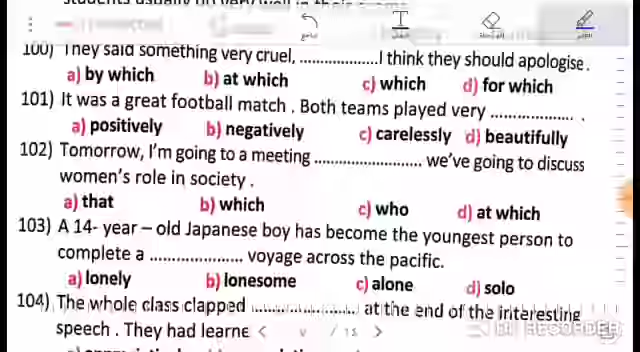 100) They said something very cruel, ....................I think they should apologise.
a) by which b) at which c) which d) for which
101) It was a great football match . Both teams played very ..................... .
a) positively b) negatively c) carelessly d) beautifully
102) Tomorrow, I'm going to a meeting ........................... we've going to discuss
women's role in society .
a) that b) which c) who d) at which
103) A 14- year – old Japanese boy has become the youngest person to
complete a ....................... voyage across the pacific.
a) lonely b) lonesome c) alone d) solo
104) The whole class clapped ......................... at the end of the interesting
speech . They had learne
٧ / ١٤
RECORDER